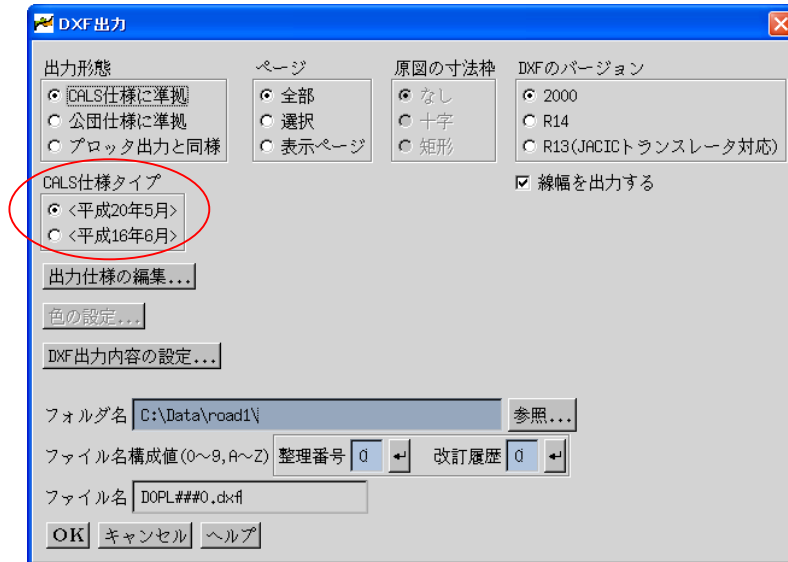 DXF出力
出力形態 ページ 原図の寸法枠 DXFのバージョン
CALS仕様に準拠 全部 なし 2000
公団仕様に準拠 選択 十字 R14
プロッタ出力と同様 表示ページ 矩形 R13(JACICトランスレータ対応)
CALS仕様タイプ 線幅を出力する
<平成20年5月>
<平成16年6月>
出力仕様の編集...
色の設定...
DXF出力内容の設定...
フォルダ名 C:\Data\road1\ 参照...
ファイル名構成値(0～9,A～Z) 整理番号 0 改訂履歴 0
ファイル名 D0PL###0.dxf
OK キャンセル ヘルプ